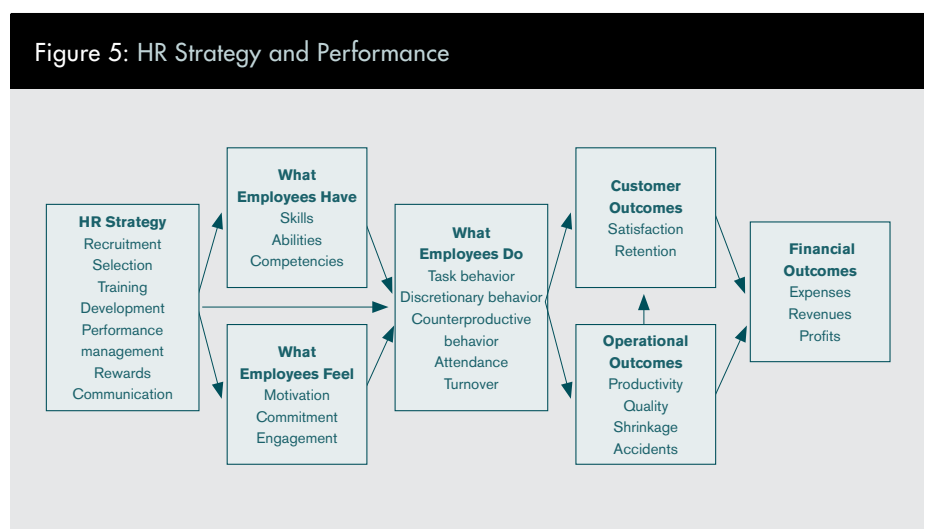 Figure 5: HR Strategy and Performance
HR Strategy
Recruitment
Selection
Training
Development
Performance
management
Rewards
Communication
What
Employees Have
Skills
Abilities
Competencies
What
Employees Feel
Motivation
Commitment
Engagement
What
Employees Do
Task behavior
Discretionary behavior
Counterproductive
behavior
Attendance
Turnover
Customer
Outcomes
Satisfaction
Retention
Operational
Outcomes
Productivity
Quality
Shrinkage
Accidents
Financial
Outcomes
Expenses
Revenues
Profits